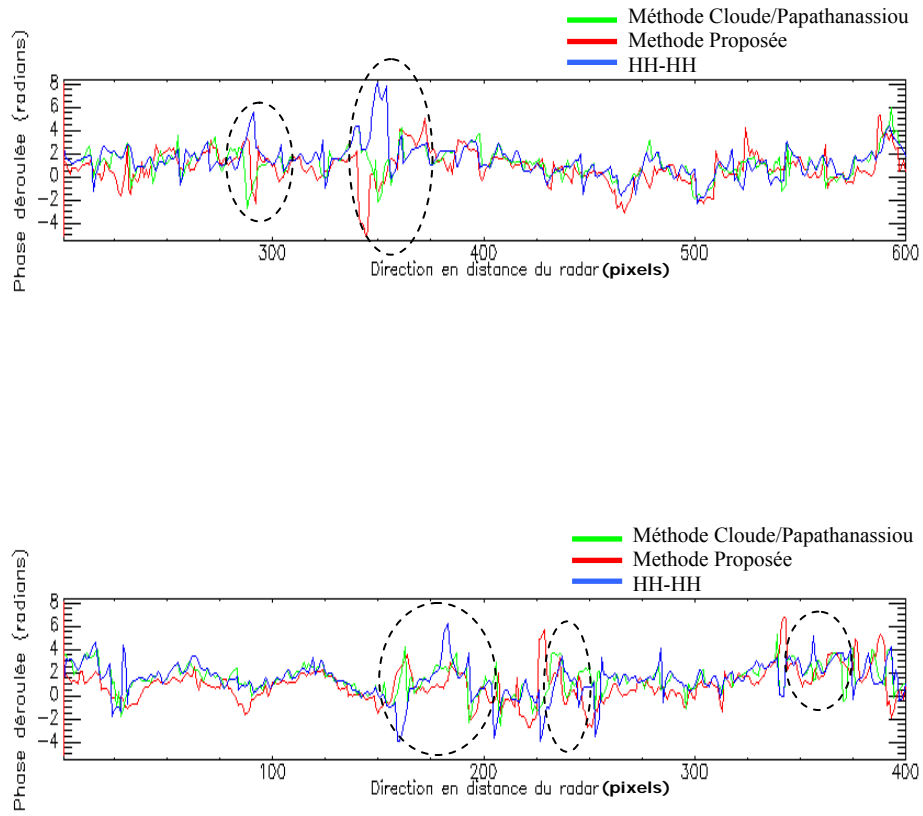 Méthode Cloude/Papathanassiou
Methode Proposée
HH-HH
Phase déroulée (radians)
8
6
4
2
0
-2
-4
300
400
500
600
Direction en distance du radar(pixels)
Méthode Cloude/Papathanassiou
Methode Proposée
HH-HH
Phase déroulée (radians)
8
6
4
2
0
-2
-4
100
200
300
400
Direction en distance du radar(pixels)